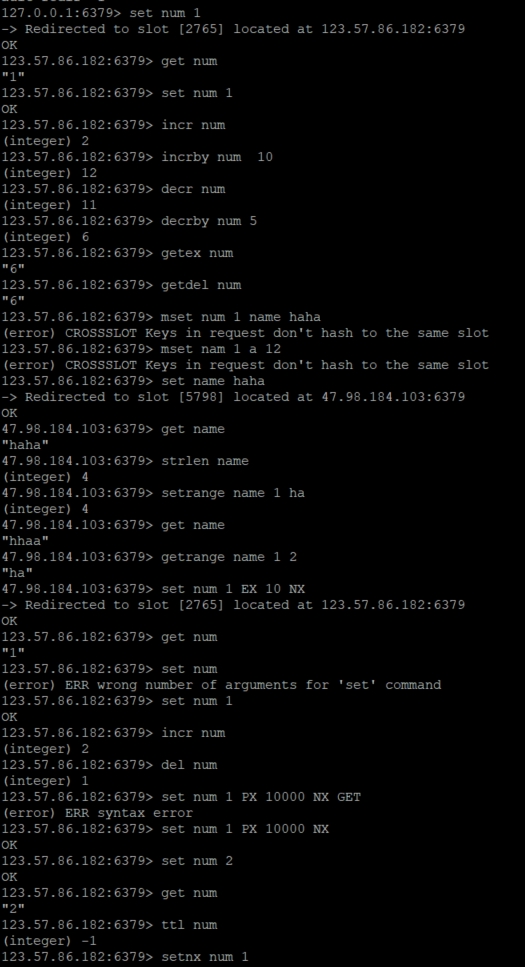 127.0.0.1:6379> set num 1
-> Redirected to slot [2765] located at 123.57.86.182:6379
OK
123.57.86.182:6379> get num
"1"
123.57.86.182:6379> set num 1
OK
123.57.86.182:6379> incr num
(integer) 2
123.57.86.182:6379> incrby num  10
(integer) 12
123.57.86.182:6379> decr num
(integer) 11
123.57.86.182:6379> decrby num 5
(integer) 6
123.57.86.182:6379> getex num
"6"
123.57.86.182:6379> getdel num
"6"
123.57.86.182:6379> mset num 1 name haha
(error) CROSSSLOT Keys in request don't hash to the same slot
123.57.86.182:6379> mset nam 1 a 12
(error) CROSSSLOT Keys in request don't hash to the same slot
123.57.86.182:6379> set name haha
-> Redirected to slot [5798] located at 47.98.184.103:6379
OK
47.98.184.103:6379> get name
"haha"
47.98.184.103:6379> strlen name
(integer) 4
47.98.184.103:6379> setrange name 1 ha
(integer) 4
47.98.184.103:6379> get name
"hhaa"
47.98.184.103:6379> getrange name 1 2
"ha"
47.98.184.103:6379> set num 1 EX 10 NX
-> Redirected to slot [2765] located at 123.57.86.182:6379
OK
123.57.86.182:6379> get num
"1"
123.57.86.182:6379> set num
(error) ERR wrong number of arguments for 'set' command
123.57.86.182:6379> set num 1
OK
123.57.86.182:6379> incr num
(integer) 2
123.57.86.182:6379> del num
(integer) 1
123.57.86.182:6379> set num 1 PX 10000 NX GET
(error) ERR syntax error
123.57.86.182:6379> set num 1 PX 10000 NX
OK
123.57.86.182:6379> set num 2
OK
123.57.86.182:6379> get num
"2"
123.57.86.182:6379> ttl num
(integer) -1
123.57.86.182:6379> setnx num 1